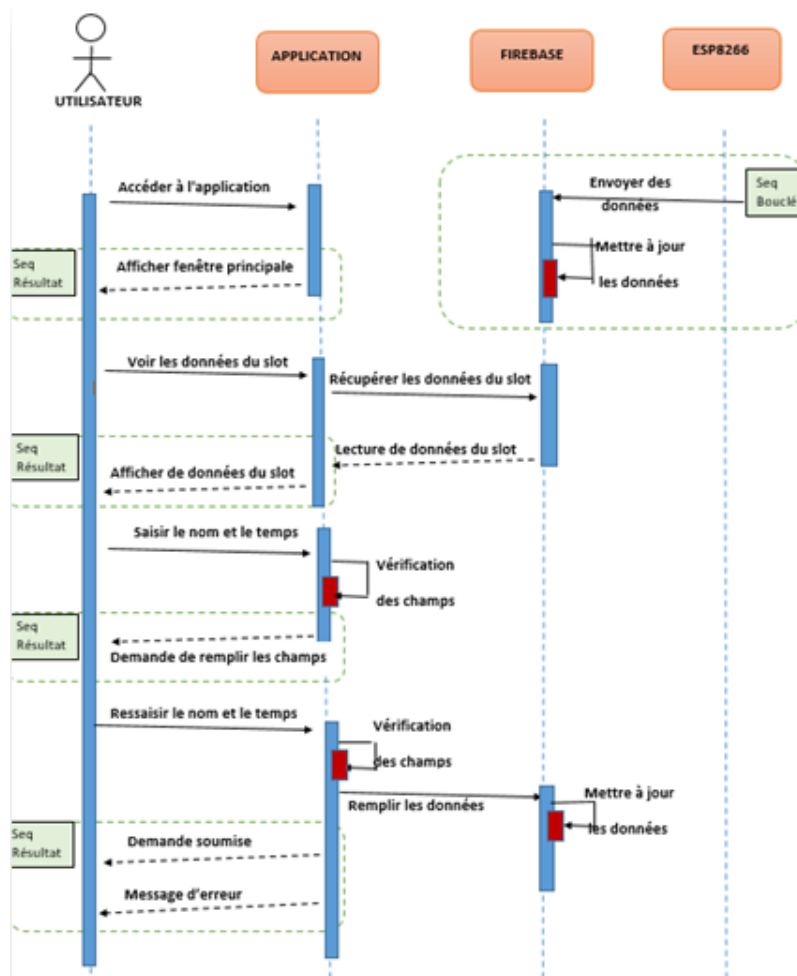 APPLICATION
FIREBASE
ESP8266
UTILISATEUR
Accéder à l'application
Envoyer des
données
Seq
Bouclé
Mettre à jour
les données
Seq
Résultat
Afficher fenêtre principale
Voir les données du slot
Récupérer les données du slot
Seq
Résultat
Lecture de données du slot
Afficher de données du slot
Saisir le nom et le temps
Vérification
des champs
Seq
Résultat
Demande de remplir les champs
Ressaisir le nom et le temps
Vérification
des champs
Remplir les données
Mettre à jour
les données
Seq
Résultat
Demande soumise
Message d'erreur